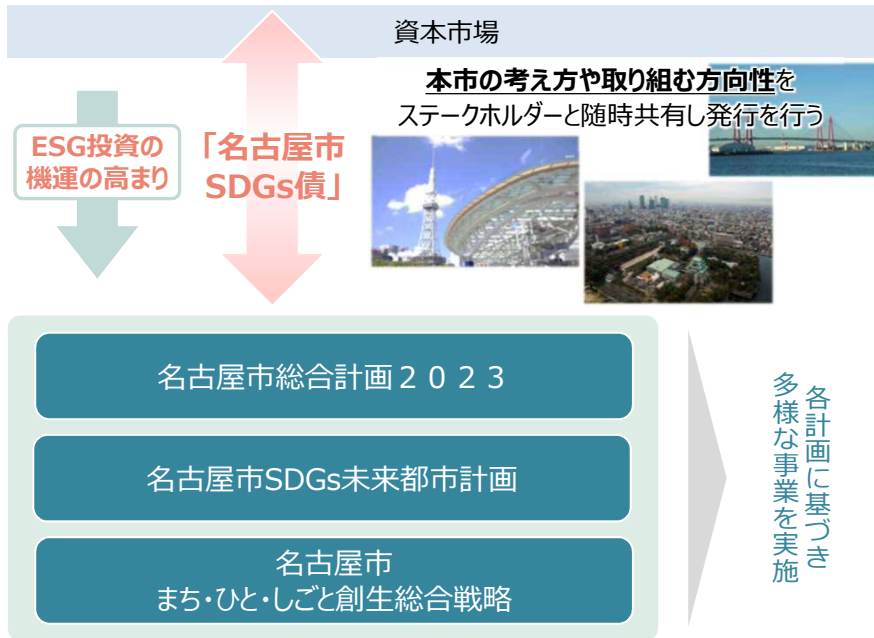 資本市場
本市の考え方や取り組む方向性を
ステークホルダーと随時共有し発行を行う
ESG投資の
機運の高まり
「名古屋市
SDGs債」
名古屋市総合計画２０２３
名古屋市SDGs未来都市計画
名古屋市
まち・ひと・しごと創生総合戦略
各計画に基づき
多様な事業を実施